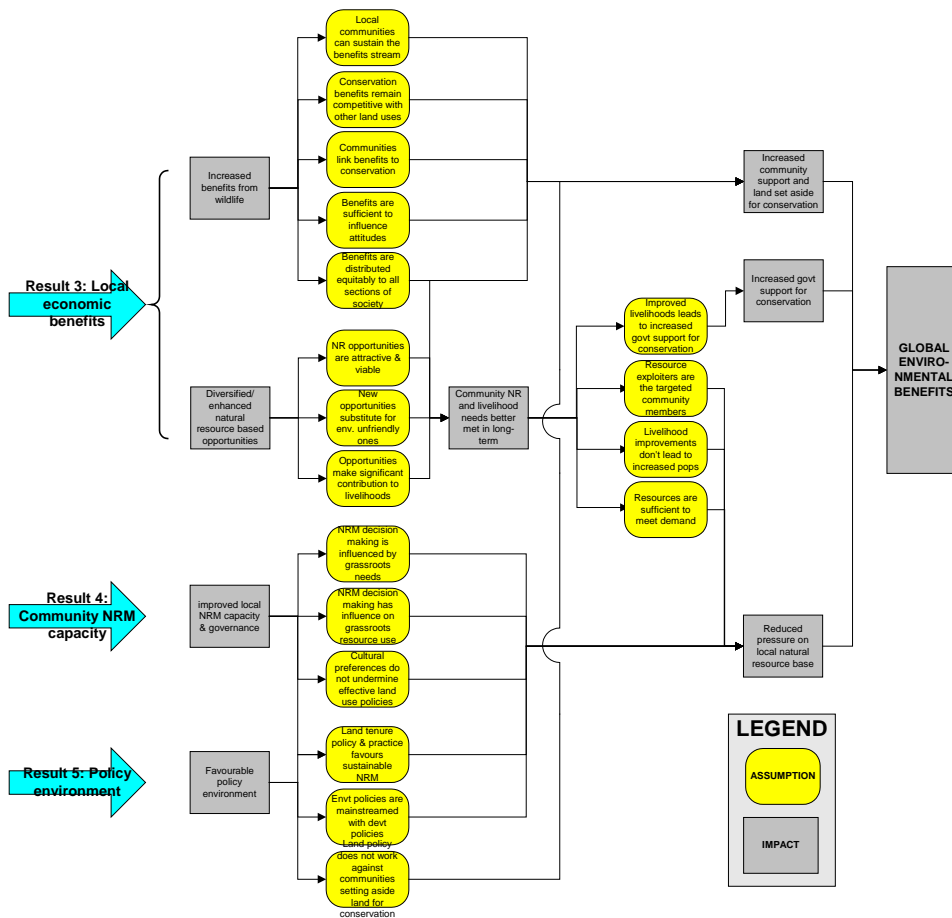 Local
communities
can sustain the
benefits stream
Conservation
benefits remain
competitive with
other land uses
Communities
link benefits to
conservation
Benefits are
sufficient to
influence
attitudes
Benefits are
distributed
equitably to all
sections of
society
Increased
benefits from
wildlife
Result 3: Local
economic
benefits
NR opportunities
are attractive &
viable
New
opportunities
substitute for
env. unfriendly
ones
Opportunities
make significant
contribution to
livelihoods
Diversified/
enhanced
natural
resource based
opportunities
Community NR
and livelihood
needs better
met in long-
term
Improved
livelihoods leads
to increased
govt support for
conservation
Resource
exploiters are
the targeted
community
members
Livelihood
improvements
don't lead to
increased pops
Resources are
sufficient to
meet demand
Increased
community
support and
land set aside
for conservation
Increased govt
support for
conservation
GLOBAL
ENVIRO-
NMENTAL
BENEFITS
Result 4:
Community NRM
capacity
improved local
NRM capacity
& governance
NRM decision
making is
influenced by
grassroots
needs
NRM decision
making has
influence on
grassroots
resource use
Cultural
preferences do
not undermine
effective land
use policies
Reduced
pressure on
local natural
resource base
Result 5: Policy
environment
Favourable
policy
environment
Land tenure
policy & practice
favours
sustainable
NRM
Envt policies are
mainstreamed
with devt
policies
Land policy
does not work
against
communities
setting aside
land for
conservation
LEGEND
ASSUMPTION
IMPACT